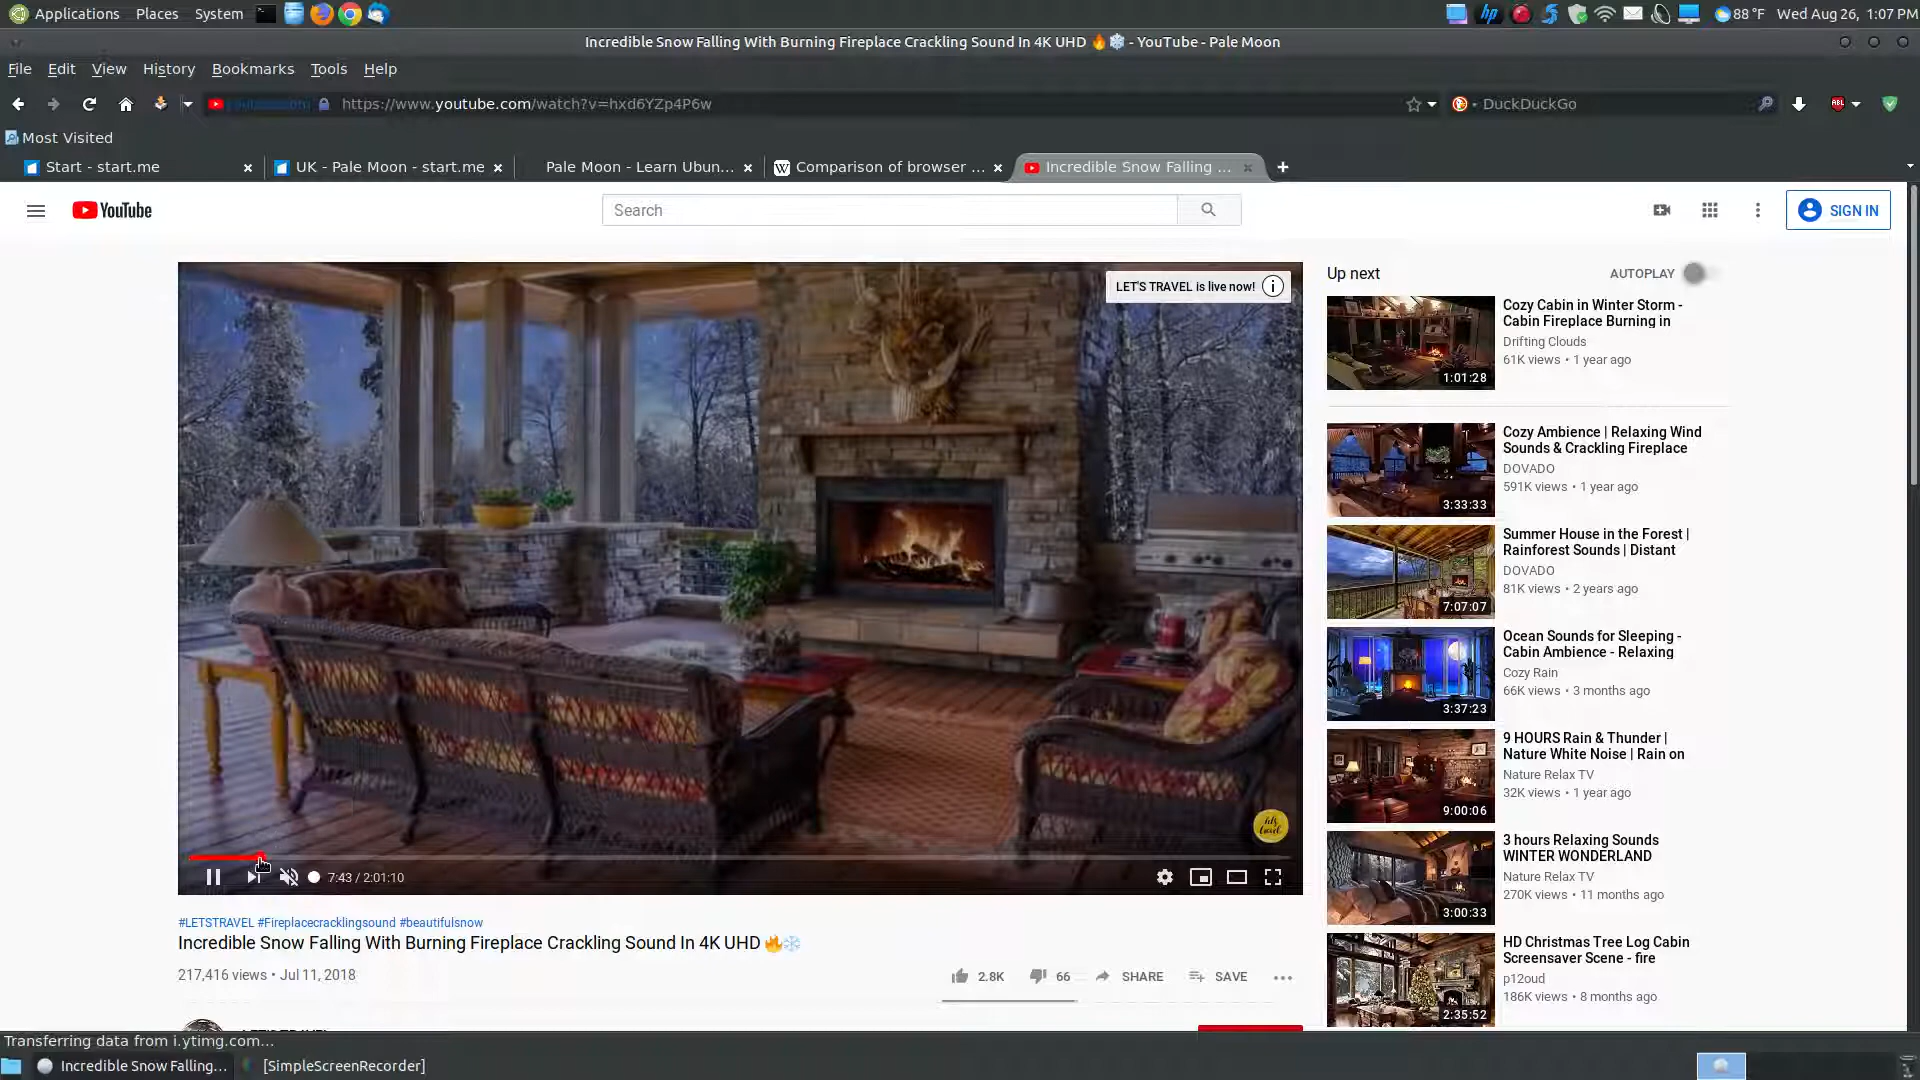 Applications Places System
hp
88 °F Wed Aug 26, 1:07 PM
Incredible Snow Falling With Burning Fireplace Crackling Sound In 4K UHD 🔥❄️ - YouTube - Pale Moon
File Edit View History Bookmarks Tools Help
youtube.com https://www.youtube.com/watch?v=hxd6YZp4P6w DuckDuckGo ABL
Most Visited
Start - start.me UK - Pale Moon - start.me Pale Moon - Learn Ubun... W Comparison of browser ... Incredible Snow Falling ...
YouTube Search SIGN IN
LET'S TRAVEL is live now!
Up next AUTOPLAY
Cozy Cabin in Winter Storm -
Cabin Fireplace Burning in
Drifting Clouds
61K views • 1 year ago
1:01:28
Cozy Ambience | Relaxing Wind
Sounds & Crackling Fireplace
DOVADO
591K views • 1 year ago
3:33:33
Summer House in the Forest |
Rainforest Sounds | Distant
DOVADO
81K views • 2 years ago
7:07:07
Ocean Sounds for Sleeping -
Cabin Ambience - Relaxing
Cozy Rain
66K views • 3 months ago
3:37:23
9 HOURS Rain & Thunder |
Nature White Noise | Rain on
Nature Relax TV
32K views • 1 year ago
9:00:06
3 hours Relaxing Sounds
WINTER WONDERLAND
Nature Relax TV
270K views • 11 months ago
3:00:33
HD Christmas Tree Log Cabin
Screensaver Scene - fire
p12oud
186K views • 8 months ago
2:35:52
let's travel
7:43 / 2:01:10
#LETSTRAVEL #Fireplacecracklingsound #beautifulsnow
Incredible Snow Falling With Burning Fireplace Crackling Sound In 4K UHD 🔥❄️
217,416 views • Jul 11, 2018
2.8K 66 SHARE SAVE
LET'S TRAVEL
Transferring data from i.ytimg.com...
Incredible Snow Falling... [SimpleScreenRecorder]